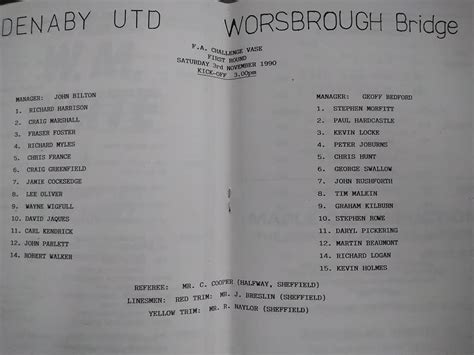 DENABY UTD WORSBROUGH Bridge
F.A. CHALLENGE VASE
FIRST ROUND
SATURDAY 3rd NOVEMBER 1990
KICK-OFF 3.00pm
MANAGER: JOHN BILTON
1. RICHARD HARRISON
2. CRAIG MARSHALL
3. FRASER FOSTER
4. RICHARD MYLES
5. CHRIS FRANCE
6. CRAIG GREENFIELD
7. JAMIE COCKSEDGE
8. LEE OLIVER
9. WAYNE WIGFULL
10. DAVID JAQUES
11. CARL KENDRICK
12. JOHN PARLETT
14. ROBERT WALKER
MANAGER: GEOFF BEDFORD
1. STEPHEN MORFITT
2. PAUL HARDCASTLE
3. KEVIN LOCKE
4. PETER JOBURNS
5. CHRIS HUNT
6. GEORGE SWALLOW
7. JOHN RUSHFORTH
8. TIM MALKIN
9. GRAHAM KILBURN
10. STEPHEN ROWE
11. DARYL PICKERING
12. MARTIN BEAUMONT
14. RICHARD LOGAN
15. KEVIN HOLMES
REFEREE: MR. C. COOPER (HALFWAY, SHEFFIELD)
LINESMEN: RED TRIM: MR. J. BRESLIN (SHEFFIELD)
YELLOW TRIM: MR. R. NAYLOR (SHEFFIELD)